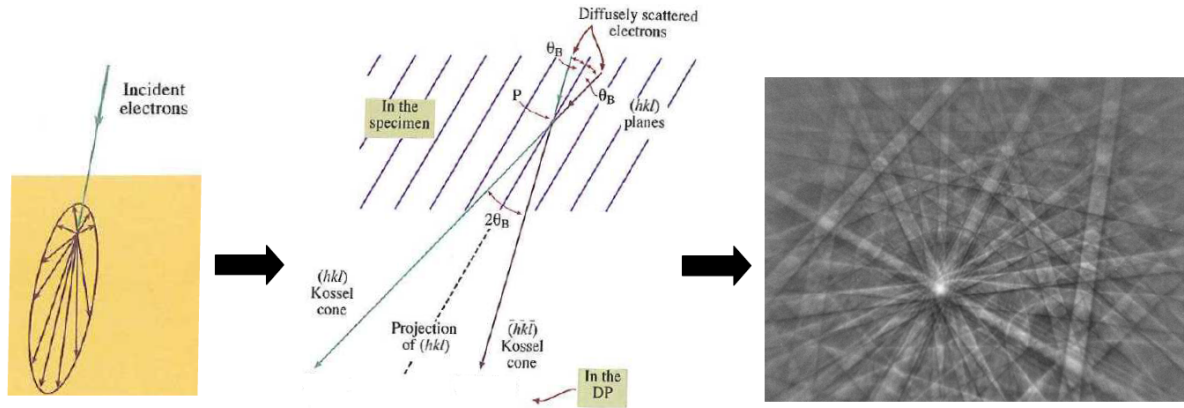 Incident
electrons
Diffusely scattered
electrons
θB
θB
P
In the
specimen
(hkl)
planes
2θB
(hkl)
Kossel
cone
Projection
of (hkl)
(h̄k̄l̄)
Kossel
cone
In the
DP